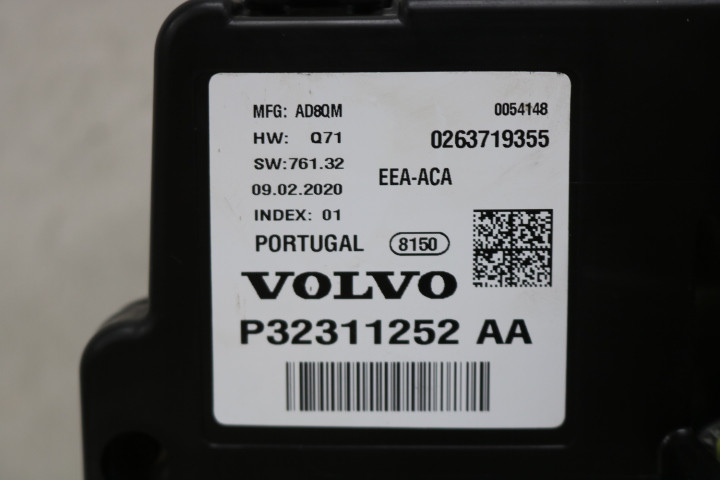 MFG: AD8QM 0054148
HW: Q71 0263719355
SW:761.32 EEA-ACA
09.02.2020
INDEX: 01
PORTUGAL 8150
VOLVO
P32311252 AA